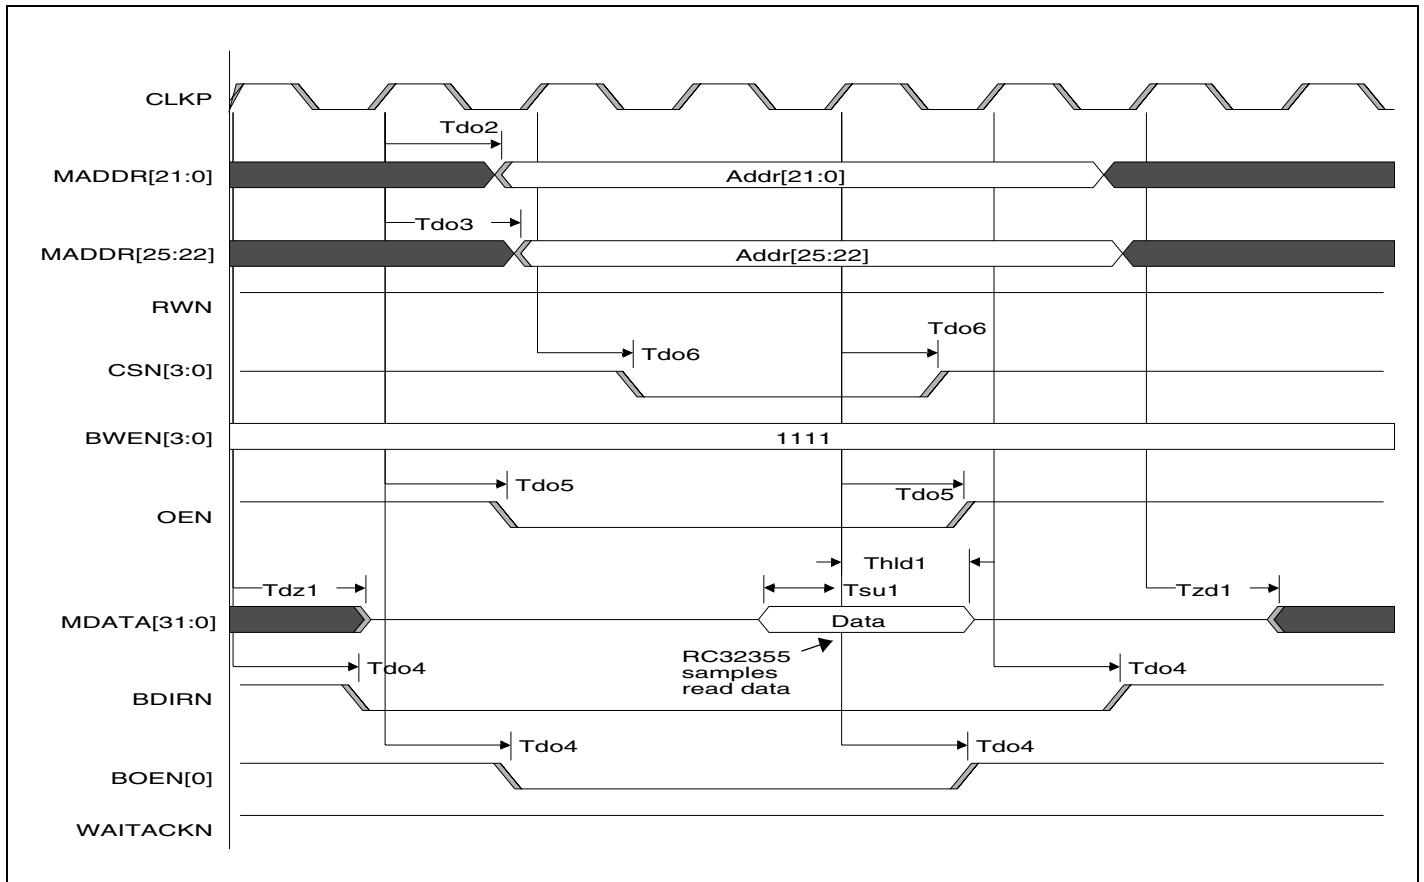 CLKP
Tdo2
MADDR[21:0]
Addr[21:0]
Tdo3
MADDR[25:22]
Addr[25:22]
RWN
Tdo6
Tdo6
CSN[3:0]
BWEN[3:0]
1111
Tdo5
Tdo5
OEN
Thld1
Tdz1
Tsu1
Tzd1
MDATA[31:0]
Data
RC32355
samples
read data
Tdo4
Tdo4
BDIRN
Tdo4
Tdo4
BOEN[0]
WAITACKN